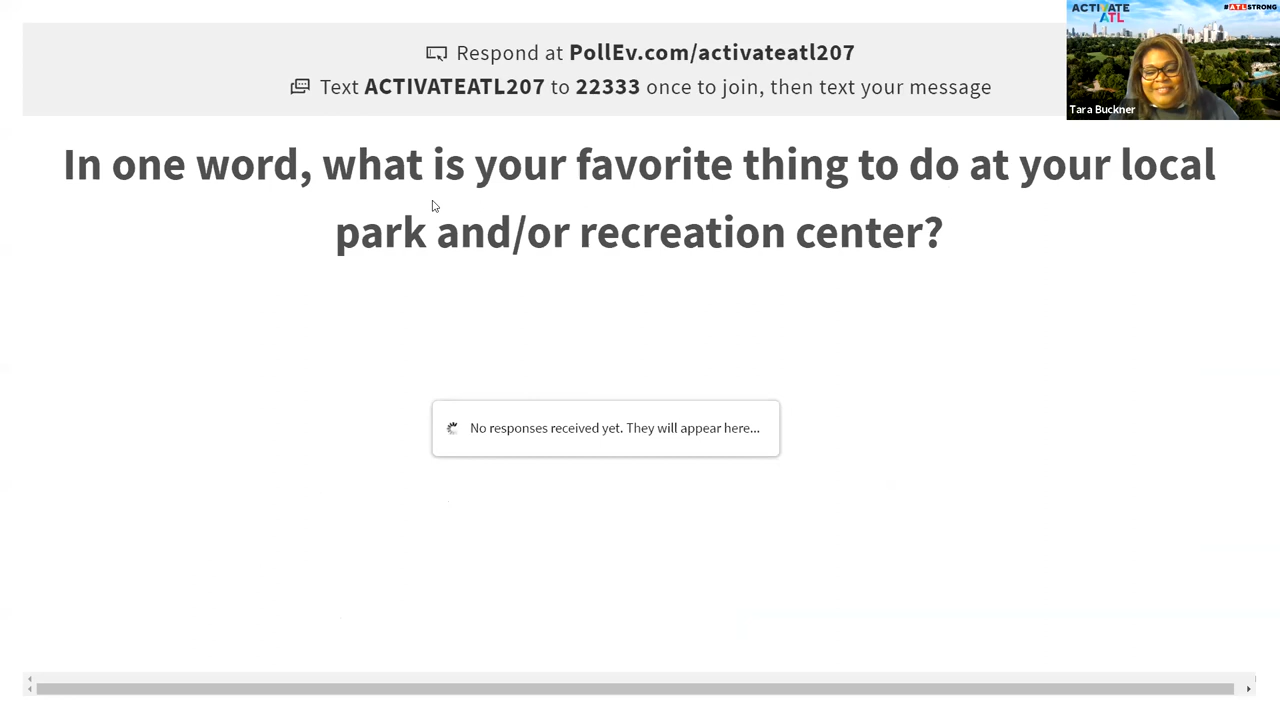 Respond at PollEv.com/activateatl207
Text ACTIVATEATL207 to 22333 once to join, then text your message
ACTIVATE
ATL
#ATLSTRONG
Tara Buckner
In one word, what is your favorite thing to do at your local
park and/or recreation center?
No responses received yet. They will appear here...